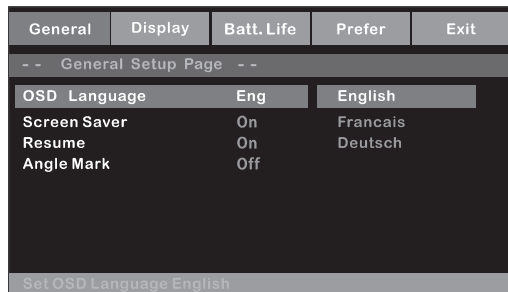 General Display Batt. Life Prefer Exit
-- General Setup Page --
OSD Language Eng English
Screen Saver On Francais
Resume On Deutsch
Angle Mark Off
Set OSD Language English